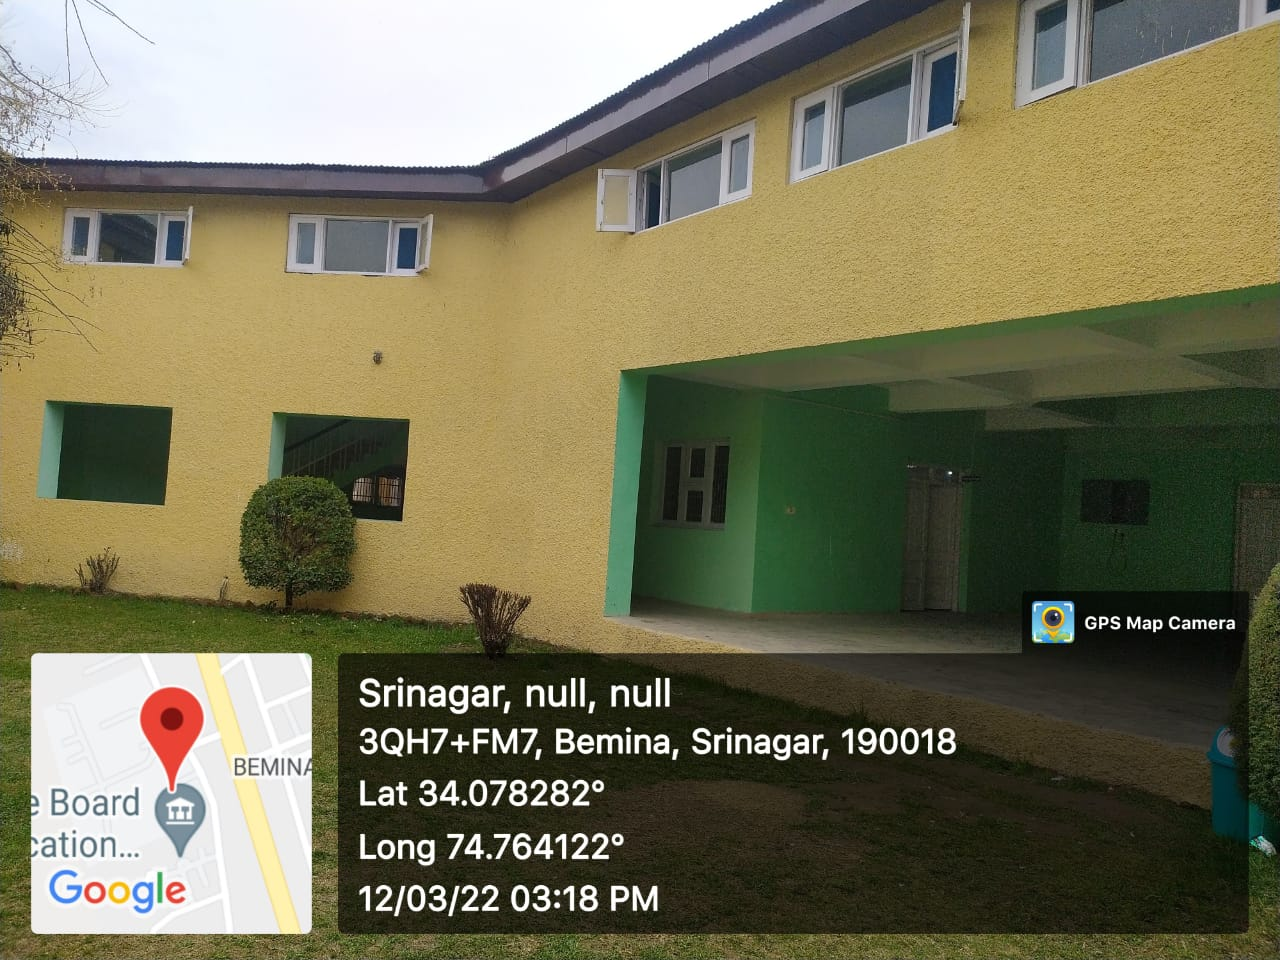 GPS Map Camera
Srinagar, null, null
3QH7+FM7, Bemina, Srinagar, 190018
Lat 34.078282°
Long 74.764122°
12/03/22 03:18 PM
BEMINA
e Board
cation...
Google